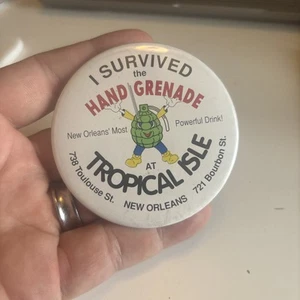 I SURVIVED
the
HAND GRENADE
New Orleans' Most Powerful Drink!
AT
TROPICAL ISLE
738 Toulouse St. 721 Bourbon St.
NEW ORLEANS